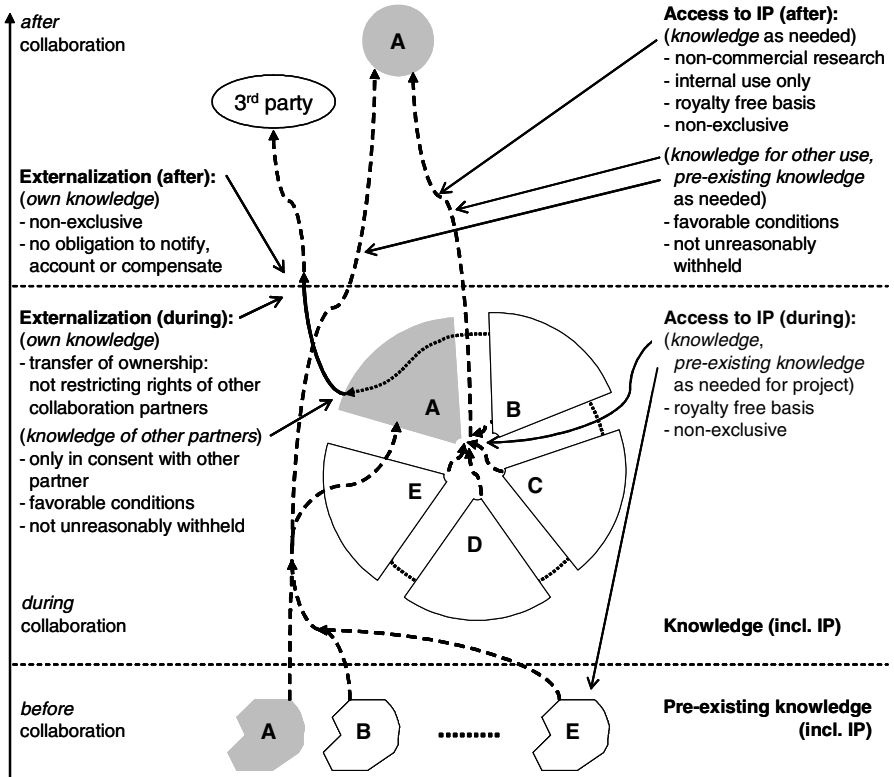 after
collaboration
A
3rd party
Access to IP (after):
(knowledge as needed)
- non-commercial research
- internal use only
- royalty free basis
- non-exclusive
(knowledge for other use,
pre-existing knowledge
as needed)
- favorable conditions
- not unreasonably
withheld
Externalization (after):
(own knowledge)
- non-exclusive
- no obligation to notify,
account or compensate
Externalization (during):
(own knowledge)
- transfer of ownership:
not restricting rights of other
collaboration partners
(knowledge of other partners)
- only in consent with other
partner
- favorable conditions
- not unreasonably withheld
A
B
C
D
E
Access to IP (during):
(knowledge,
pre-existing knowledge
as needed for project)
- royalty free basis
- non-exclusive
during
collaboration
Knowledge (incl. IP)
before
collaboration
A
B
E
Pre-existing knowledge
(incl. IP)